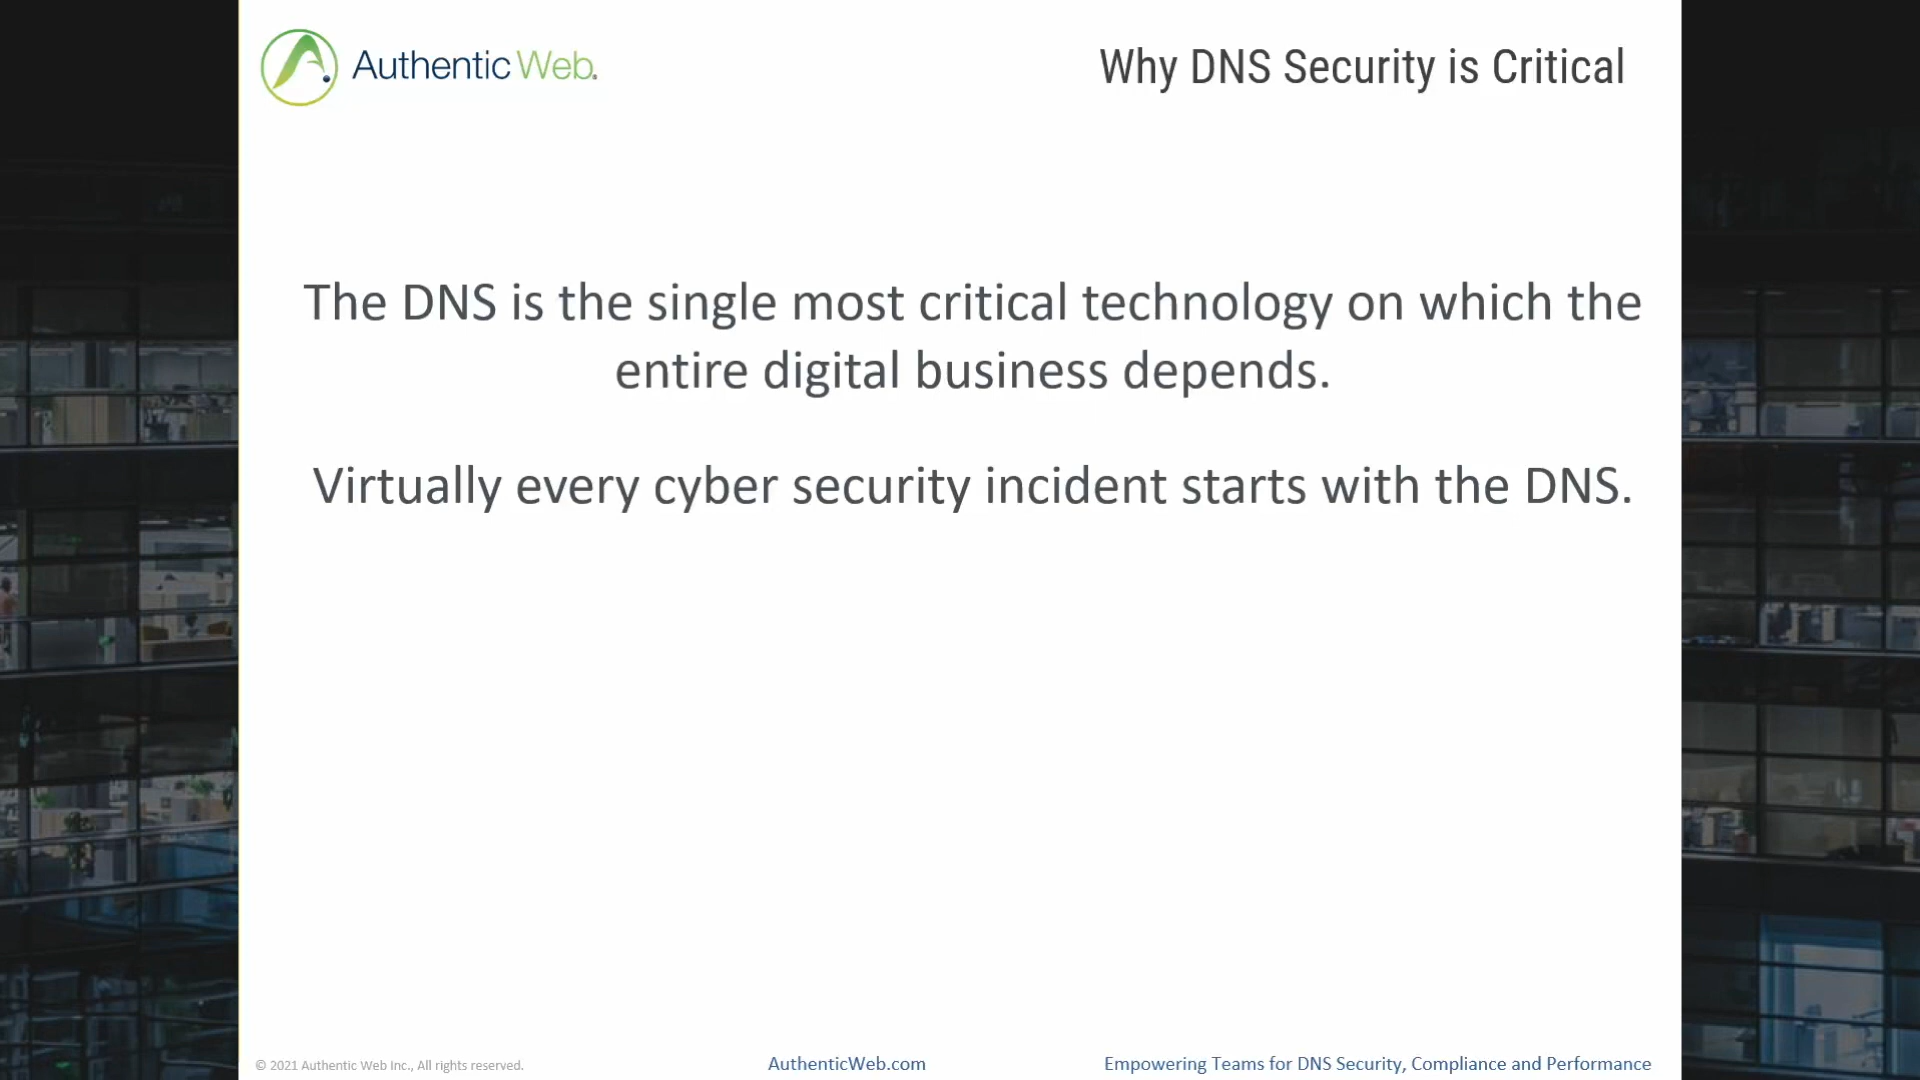 Authentic Web.
Why DNS Security is Critical
The DNS is the single most critical technology on which the
entire digital business depends.
Virtually every cyber security incident starts with the DNS.
© 2021 Authentic Web Inc., All rights reserved.
AuthenticWeb.com
Empowering Teams for DNS Security, Compliance and Performance